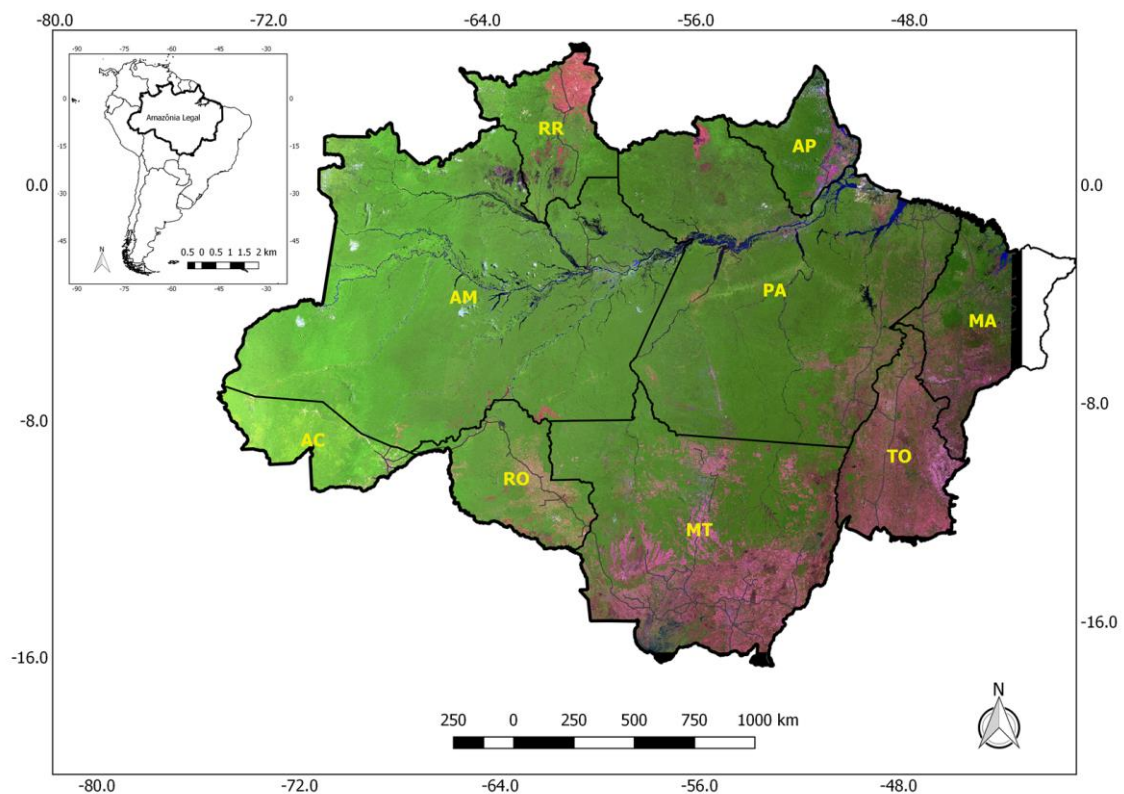 -80.0 -72.0 -64.0 -56.0 -48.0
-90 -75 -60 -45 -30
0 0
-15 -15
-30 -30
-45 -45
Amazônia Legal
N
0.5 0 0.5 1 1.5 2 km
-90 -75 -60 -45 -30
RR
AP
0.0 0.0
AM
PA
MA
-8.0 -8.0
AC
RO
TO
MT
-16.0 -16.0
N
250 0 250 500 750 1000 km
-80.0 -72.0 -64.0 -56.0 -48.0